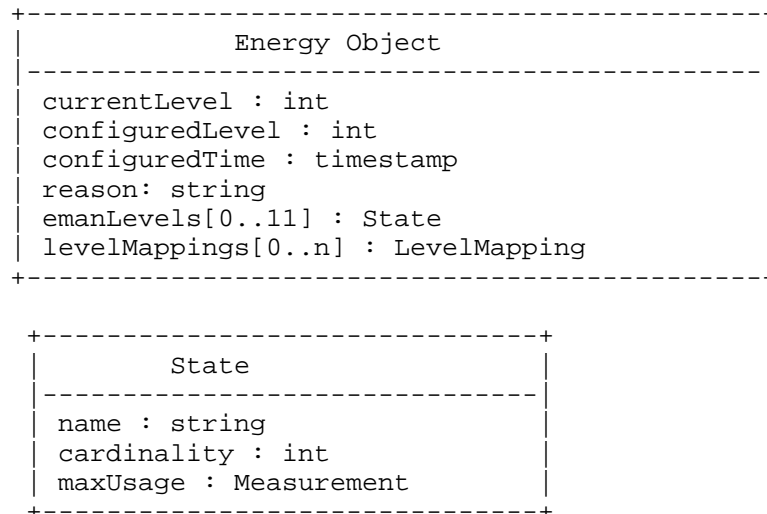 +------------------------------------------------
|             Energy Object
|-----------------------------------------------
| currentLevel : int
| configuredLevel : int
| configuredTime : timestamp
| reason: string
| emanLevels[0..11] : State
| levelMappings[0..n] : LevelMapping
+------------------------------------------------
+--------------------------------+
|        State                   |
|--------------------------------|
| name : string                  |
| cardinality : int              |
| maxUsage : Measurement         |
+--------------------------------+